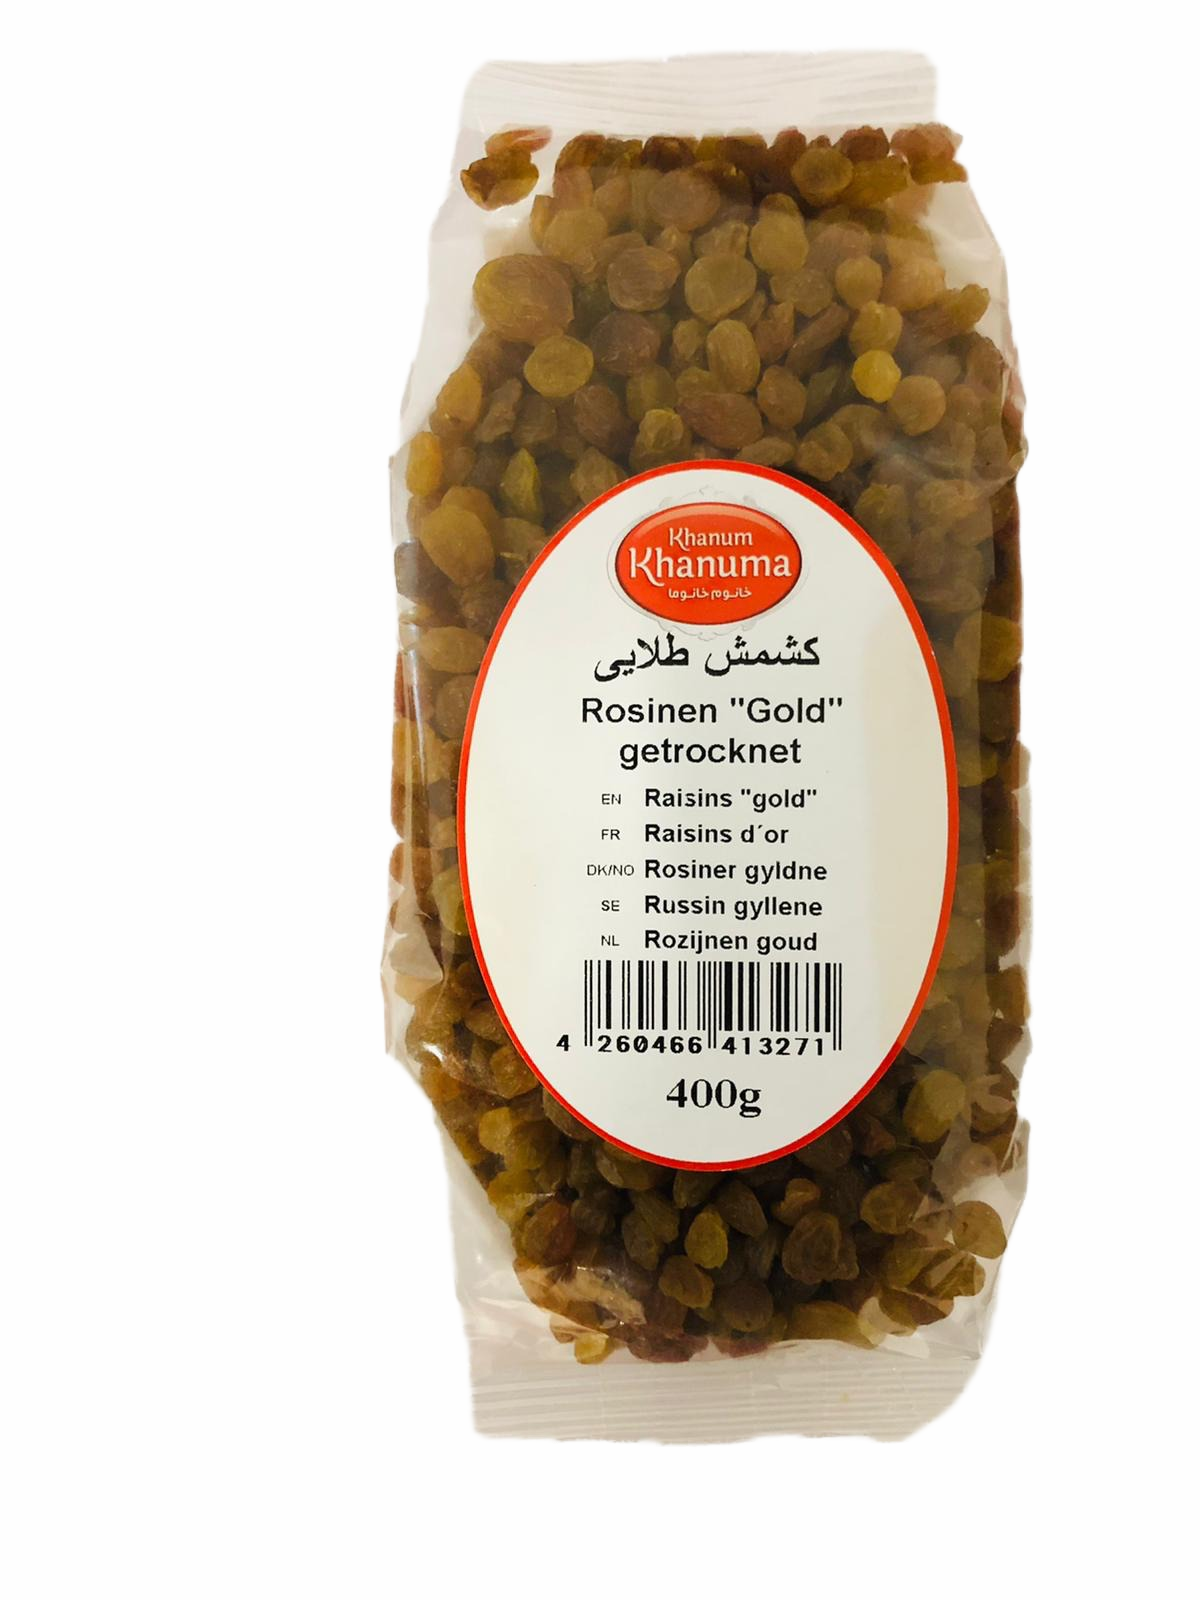 Khanum
Khanuma
خانوم خانوما
کشمش طلایی
Rosinen "Gold"
getrocknet
EN Raisins "gold"
FR Raisins d´or
DK/NO Rosiner gyldne
SE Russin gyllene
NL Rozijnen goud
4 260466 413271
400g